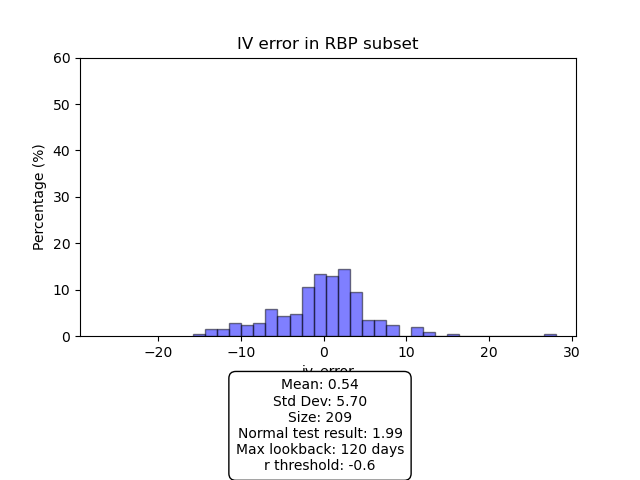 IV error in RBP subset
60
50
40
30
20
10
0
Percentage (%)
−20
−10
0
10
20
30
iv_error
Mean: 0.54
Std Dev: 5.70
Size: 209
Normal test result: 1.99
Max lookback: 120 days
r threshold: -0.6